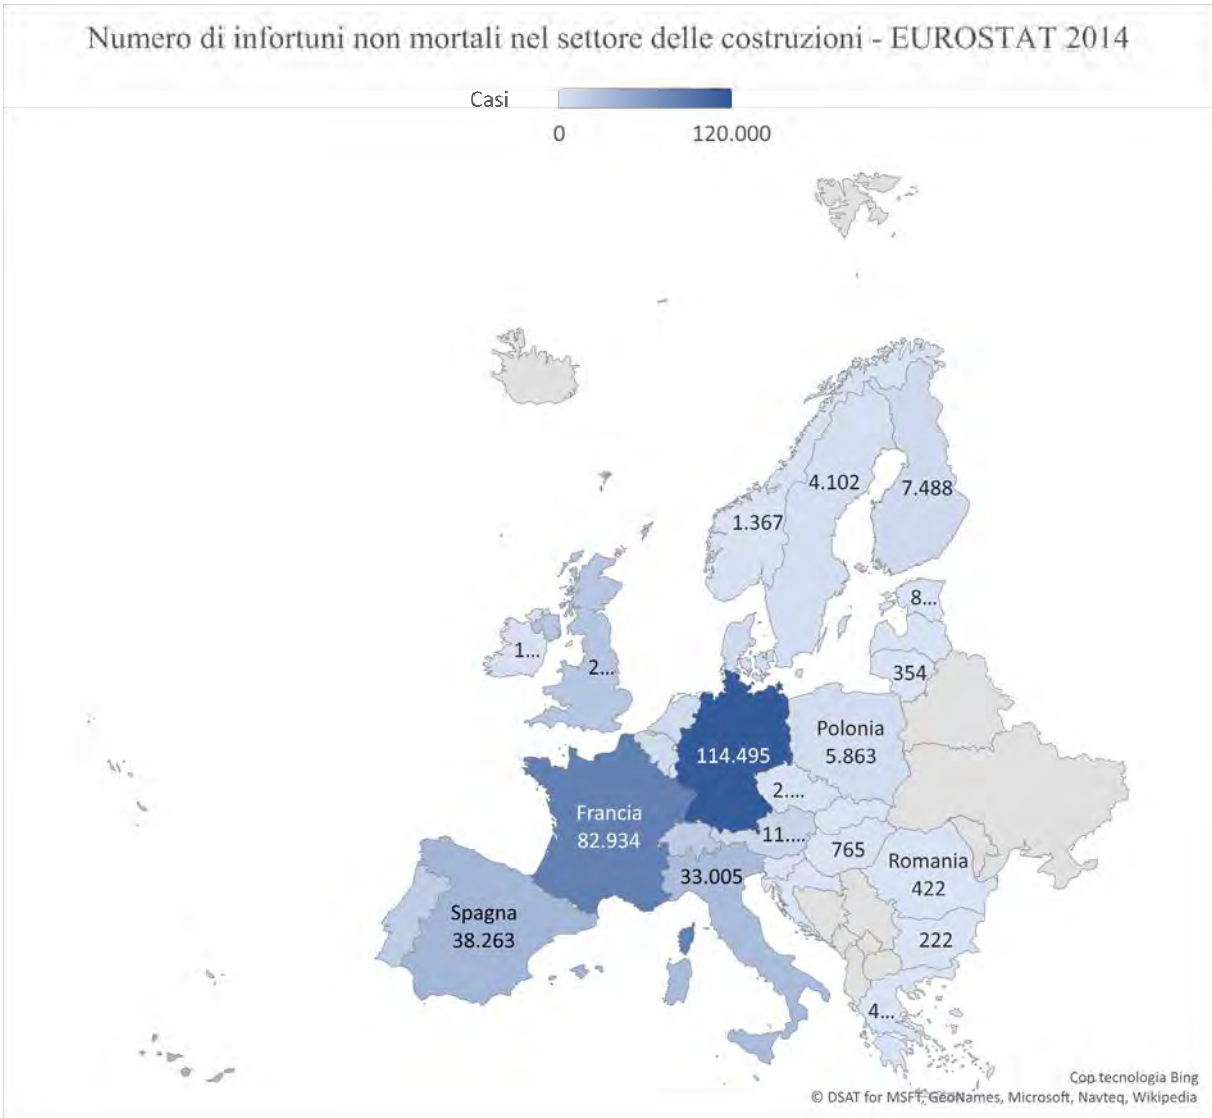 Numero di infortuni non mortali nel settore delle costruzioni - EUROSTAT 2014
Casi
0 120.000
4.102
7.488
1.367
8...
1...
2...
354
Polonia
5.863
114.495
2....
Francia
82.934
11....
765
Romania
422
33.005
Spagna
38.263
222
4...
Con tecnologia Bing
© DSAT for MSFT, GeoNames, Microsoft, Navteq, Wikipedia